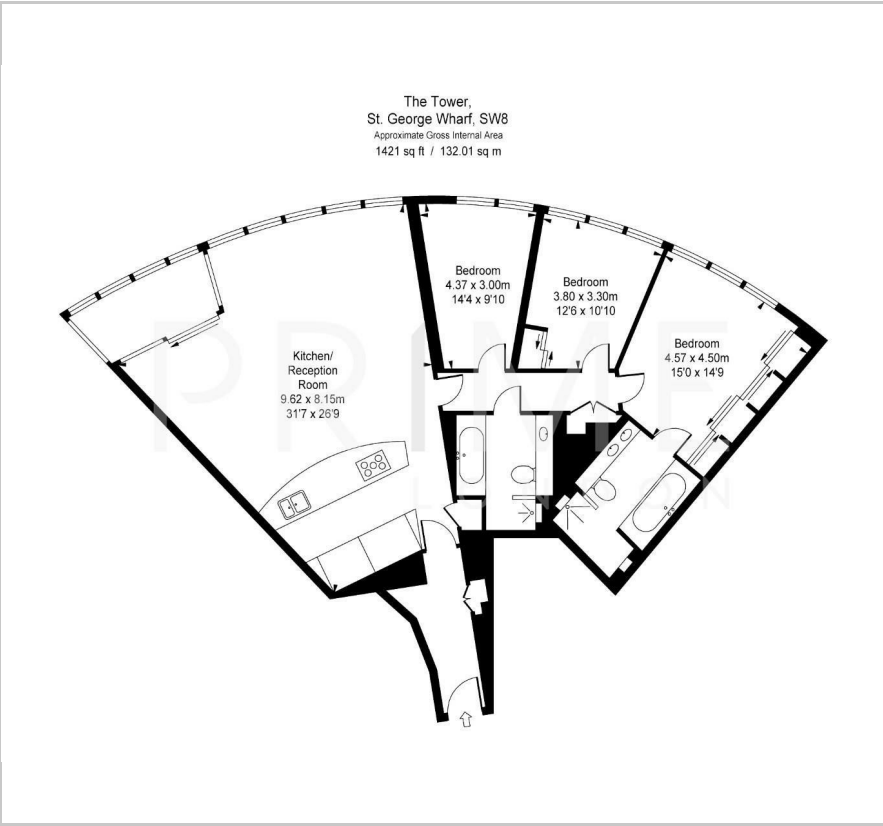 The Tower,
St. George Wharf, SW8
Approximate Gross Internal Area
1421 sq ft / 132.01 sq m
Bedroom
4.37 x 3.00m
14'4 x 9'10
Bedroom
3.80 x 3.30m
12'6 x 10'10
Bedroom
4.57 x 4.50m
15'0 x 14'9
Kitchen/
Reception
Room
9.62 x 8.15m
31'7 x 26'9
PRIME
LONDON